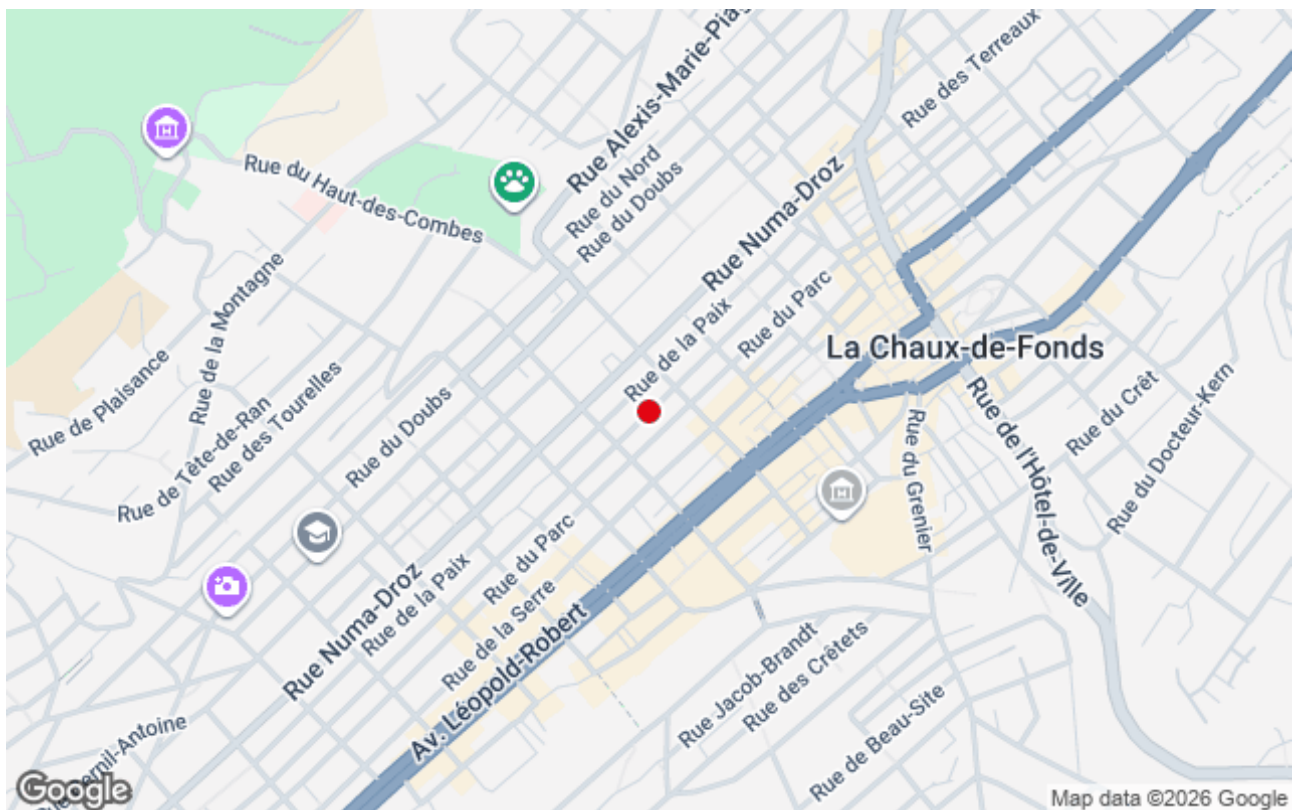 Rue Alexis-Marie-Piag
Rue des Terreaux
Rue du Haut-des-Combes
Rue du Nord
Rue du Doubs
Rue Numa-Droz
Rue de la Montagne
Rue de la Paix
Rue du Parc
La Chaux-de-Fonds
Rue de Plaisance
Rue de Tête-de-Ran
Rue des Tourelles
Rue du Doubs
Rue du Grenier
Rue de l'Hôtel-de-Ville
Rue du Crêt
Rue du Docteur-Kern
Rue du Parc
Rue de la Paix
Rue Numa-Droz
Rue de la Serre
Av. Léopold-Robert
Rue Jacob-Brandt
Rue des Crêtets
Rue de Beau-Site
Google
Map data ©2026 Google